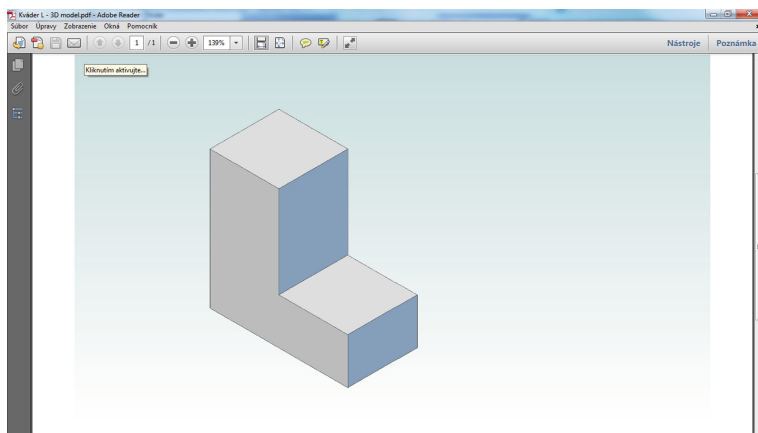 Kváder L - 3D model.pdf - Adobe Reader
Súbor Úpravy Zobrazenie Okná Pomocník
1 /1 139% Nástroje Poznámka
Kliknutím aktivujte...